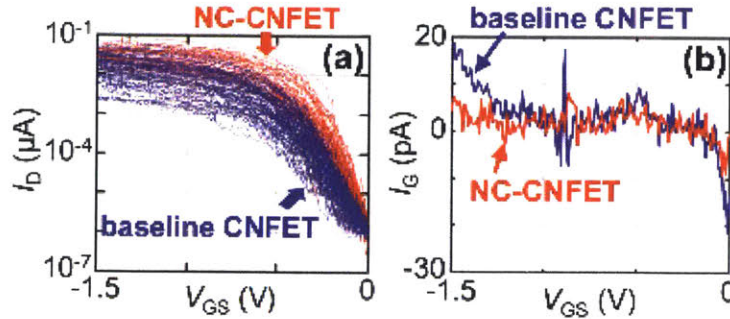 NC-CNFET
baseline CNFET
10⁻¹
(a)
20
(b)
I_D (µA)
10⁻⁴
I_G (pA)
0
NC-CNFET
baseline CNFET
10⁻⁷
-30
-1.5
V_GS (V)
0
-1.5
V_GS (V)
0